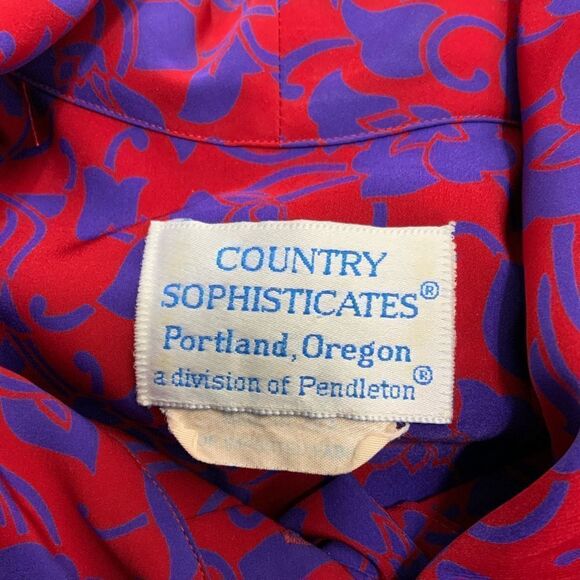 COUNTRY
SOPHISTICATES®
Portland, Oregon
a division of Pendleton®